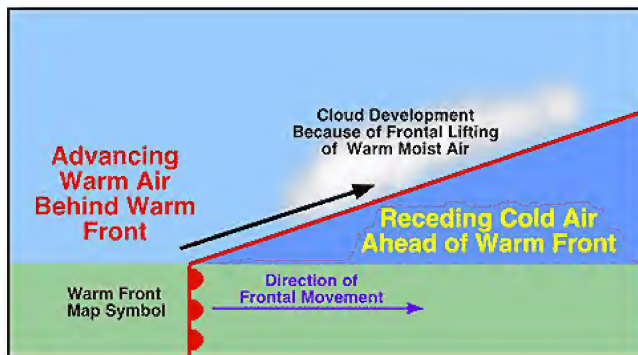 Cloud Development
Because of Frontal Lifting
of Warm Moist Air
Advancing
Warm Air
Behind Warm
Front
Receding Cold Air
Ahead of Warm Front
Warm Front
Map Symbol
Direction of
Frontal Movement